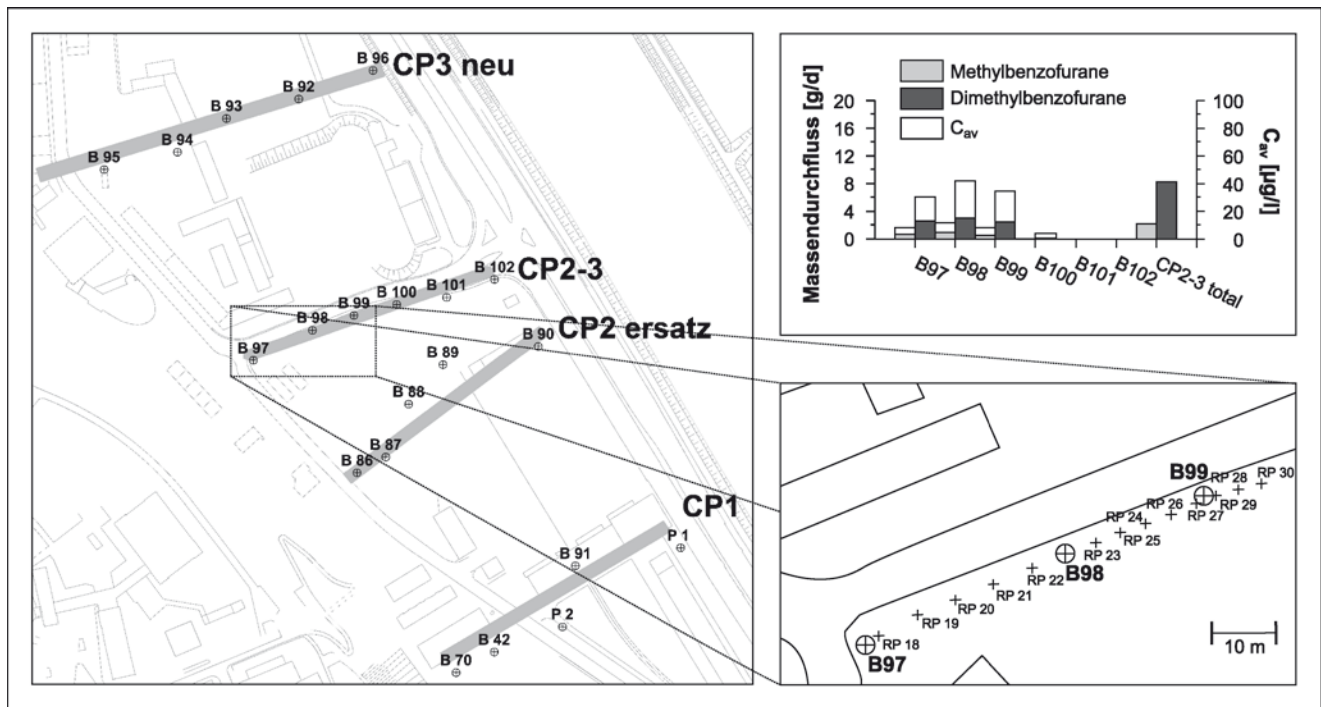 B 96
CP3 neu
B 92
B 93
B 94
B 95
B 102
CP2-3
B 101
B 100
B 99
B 98
B 97
CP2 ersatz
B 90
B 89
B 88
B 87
B 86
CP1
P 1
B 91
P 2
B 42
B 70
Methylbenzofurane
Dimethylbenzofurane
Cav
Massendurchfluss [g/d]
20
16
12
8
4
0
100
80
60
40
20
0
Cav [µg/l]
B97
B98
B99
B100
B101
B102
CP2-3 total
B99
RP 28
RP 30
RP 29
RP 26
RP 27
RP 24
RP 25
RP 23
B98
RP 22
RP 21
RP 20
RP 19
RP 18
B97
10 m